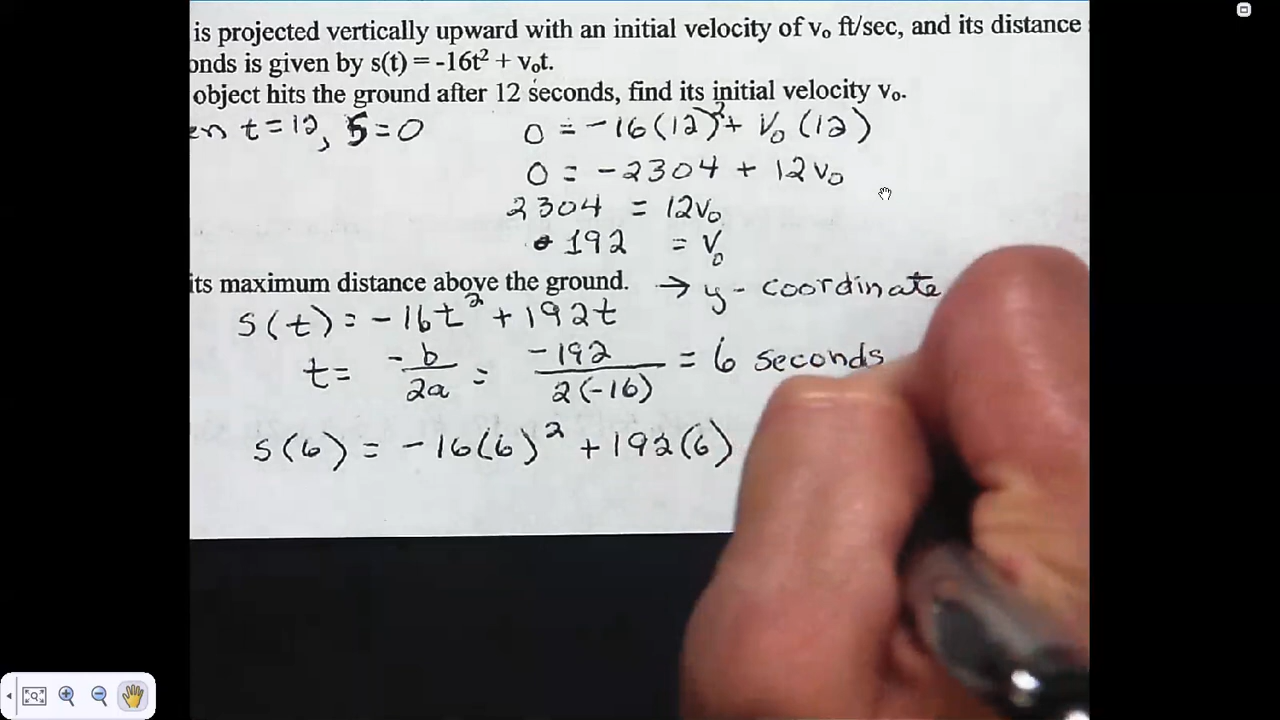 is projected vertically upward with an initial velocity of vₒ ft/sec, and its distance
onds is given by s(t) = -16t² + vₒt.
object hits the ground after 12 seconds, find its initial velocity vₒ.
en t=12, s=0
0 = -16(12)² + V₀(12)
0 = -2304 + 12v₀
2304 = 12v₀
192 = V₀
its maximum distance above the ground. → y-coordinate
s(t) = -16t² + 192t
t = -b/2a = -192/2(-16) = 6 seconds
s(6) = -16(6)² + 192(6)